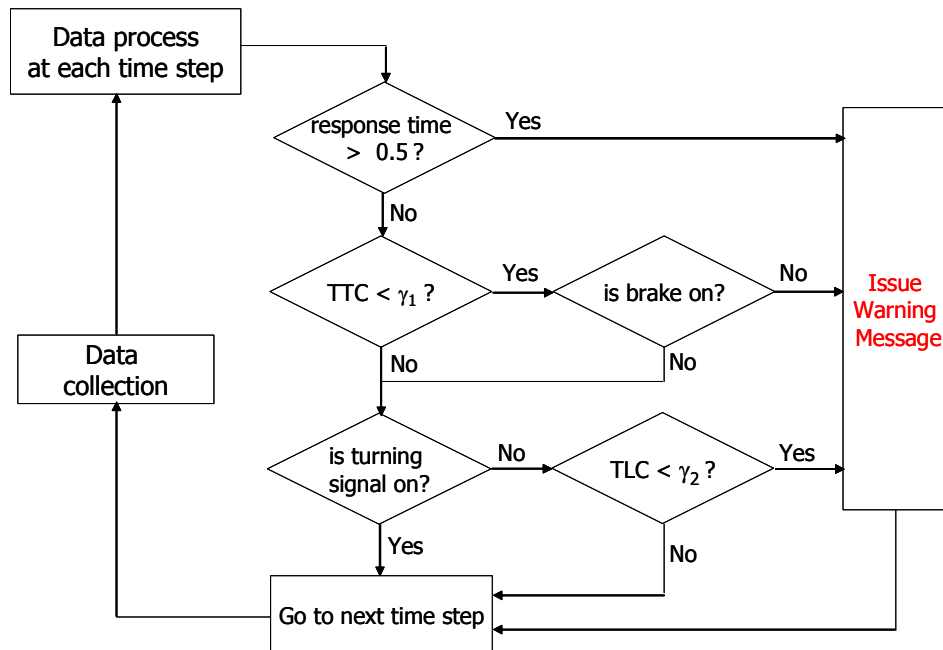 Data process
at each time step
response time
> 0.5 ?
Yes
No
TTC < γ1 ?
Yes
is brake on?
No
Issue
Warning
Message
No
No
Data
collection
is turning
signal on?
No
TLC < γ2 ?
Yes
Yes
No
Go to next time step